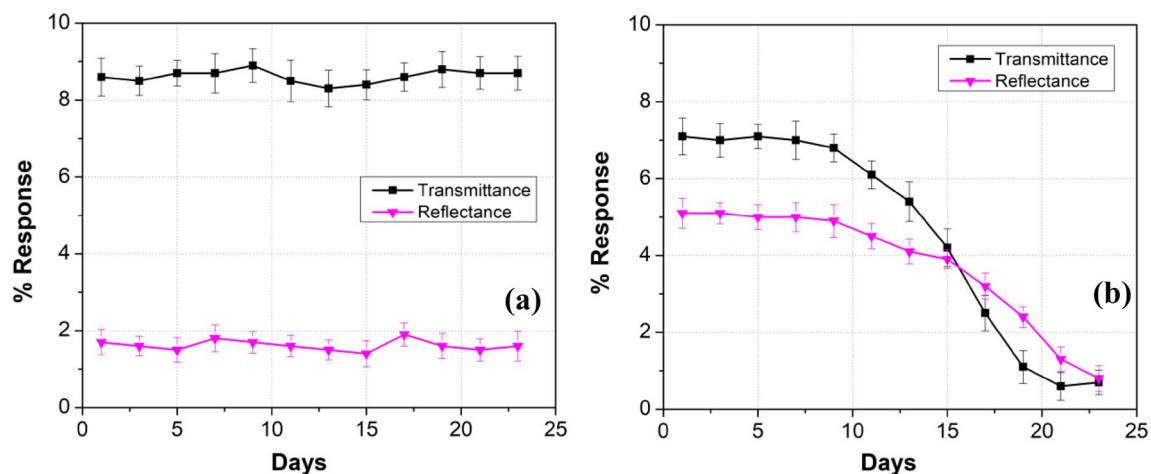 10
8
6
4
2
0
% Response
Transmittance
Reflectance
(a)
0 5 10 15 20 25
Days
10
8
6
4
2
0
% Response
Transmittance
Reflectance
(b)
0 5 10 15 20 25
Days